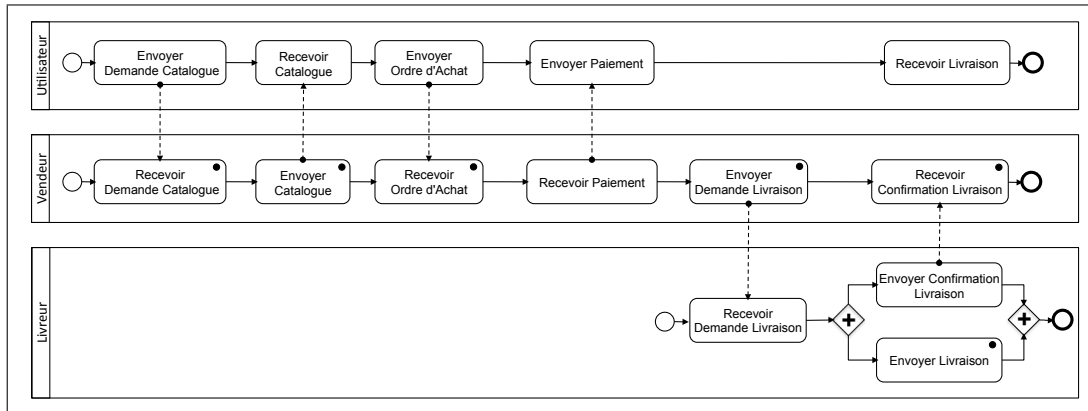 Utilisateur
Envoyer
Demande Catalogue
Recevoir
Catalogue
Envoyer
Ordre d'Achat
Envoyer Paiement
Recevoir Livraison
Vendeur
Recevoir
Demande Catalogue
Envoyer
Catalogue
Recevoir
Ordre d'Achat
Recevoir Paiement
Envoyer
Demande Livraison
Recevoir
Confirmation Livraison
Livreur
Recevoir
Demande Livraison
Envoyer Confirmation
Livraison
Envoyer Livraison